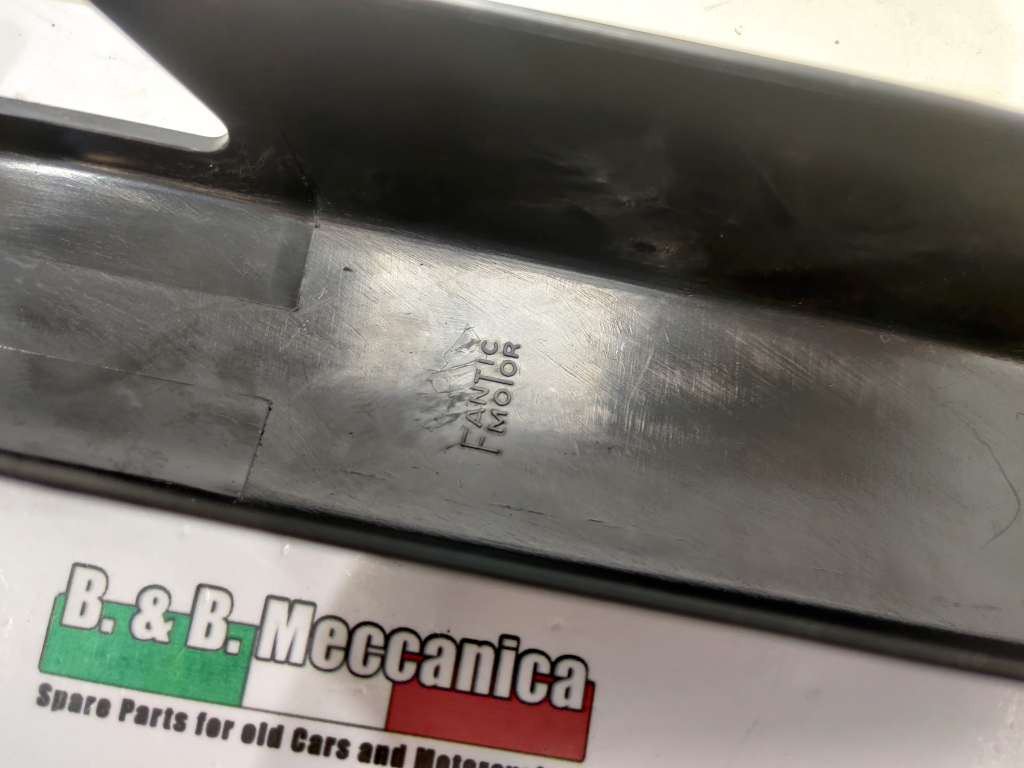 FANTIC
MOTOR
B. & B. Meccanica
Spare Parts for old Cars and